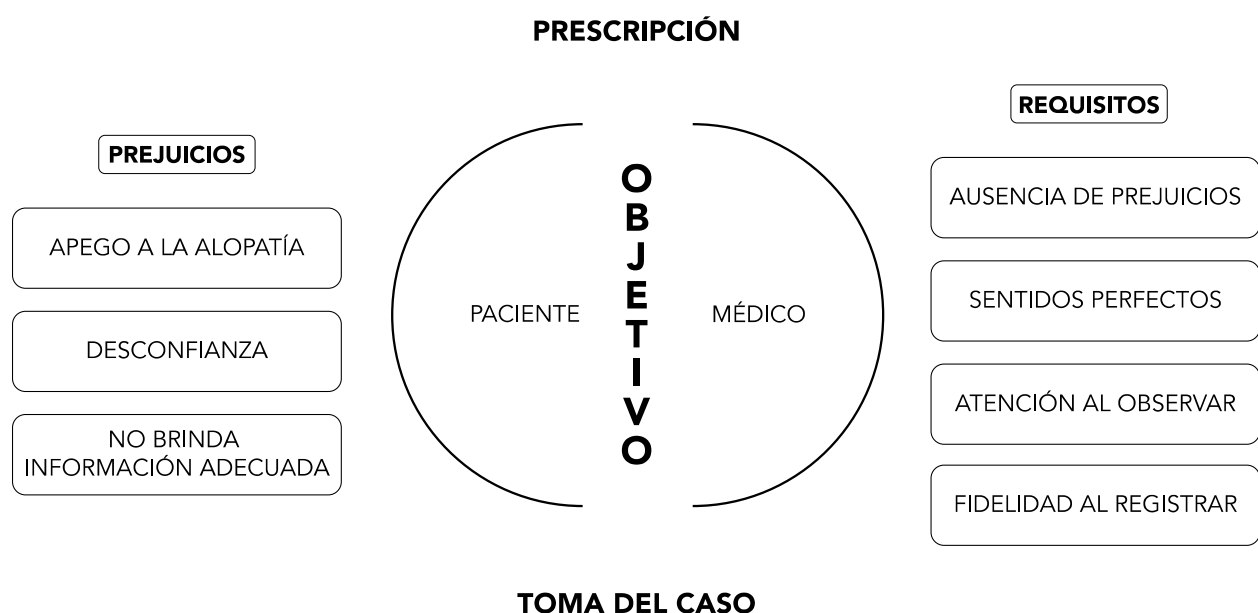 PRESCRIPCIÓN
PREJUICIOS
APEGO A LA ALOPATÍA
DESCONFIANZA
NO BRINDA
INFORMACIÓN ADECUADA
PACIENTE
OBJETIVO
MÉDICO
REQUISITOS
AUSENCIA DE PREJUICIOS
SENTIDOS PERFECTOS
ATENCIÓN AL OBSERVAR
FIDELIDAD AL REGISTRAR
TOMA DEL CASO